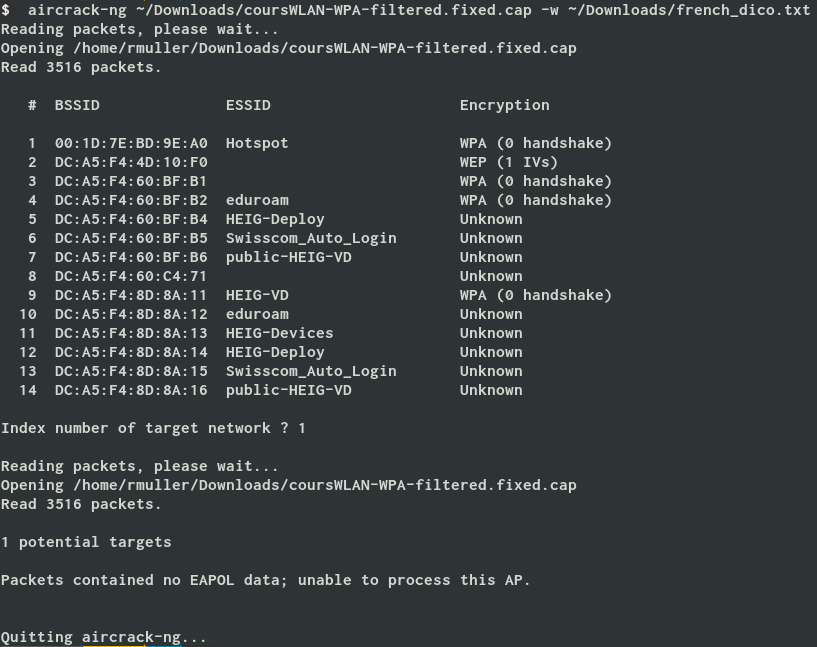 $  aircrack-ng ~/Downloads/coursWLAN-WPA-filtered.fixed.cap -w ~/Downloads/french_dico.txt
Reading packets, please wait...
Opening /home/rmuller/Downloads/coursWLAN-WPA-filtered.fixed.cap
Read 3516 packets.
#  BSSID              ESSID                     Encryption
1  00:1D:7E:BD:9E:A0  Hotspot                   WPA (0 handshake)
2  DC:A5:F4:4D:10:F0                            WEP (1 IVs)
3  DC:A5:F4:60:BF:B1                            WPA (0 handshake)
4  DC:A5:F4:60:BF:B2  eduroam                   WPA (0 handshake)
5  DC:A5:F4:60:BF:B4  HEIG-Deploy               Unknown
6  DC:A5:F4:60:BF:B5  Swisscom_Auto_Login       Unknown
7  DC:A5:F4:60:BF:B6  public-HEIG-VD            Unknown
8  DC:A5:F4:60:C4:71                            Unknown
9  DC:A5:F4:8D:8A:11  HEIG-VD                   WPA (0 handshake)
10  DC:A5:F4:8D:8A:12  eduroam                   Unknown
11  DC:A5:F4:8D:8A:13  HEIG-Devices              Unknown
12  DC:A5:F4:8D:8A:14  HEIG-Deploy               Unknown
13  DC:A5:F4:8D:8A:15  Swisscom_Auto_Login       Unknown
14  DC:A5:F4:8D:8A:16  public-HEIG-VD            Unknown
Index number of target network ? 1
Reading packets, please wait...
Opening /home/rmuller/Downloads/coursWLAN-WPA-filtered.fixed.cap
Read 3516 packets.
1 potential targets
Packets contained no EAPOL data; unable to process this AP.
Quitting aircrack-ng...